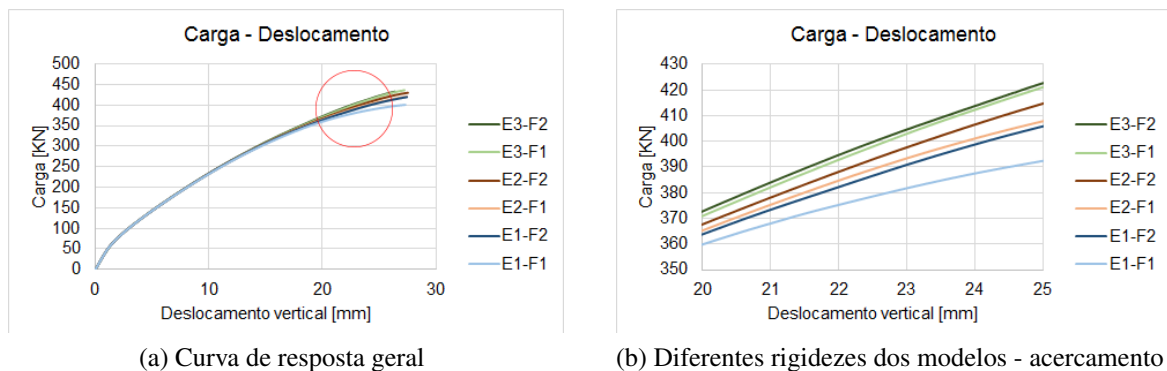 Carga - Deslocamento
500
450
400
350
300
250
200
150
100
50
0
Carga [KN]
0 10 20 30
Deslocamento vertical [mm]
E3-F2
E3-F1
E2-F2
E2-F1
E1-F2
E1-F1
(a) Curva de resposta geral
Carga - Deslocamento
430
420
410
400
390
380
370
360
350
Carga [KN]
20 21 22 23 24 25
Deslocamento vertical [mm]
E3-F2
E3-F1
E2-F2
E2-F1
E1-F2
E1-F1
(b) Diferentes rigidezes dos modelos - acercamento